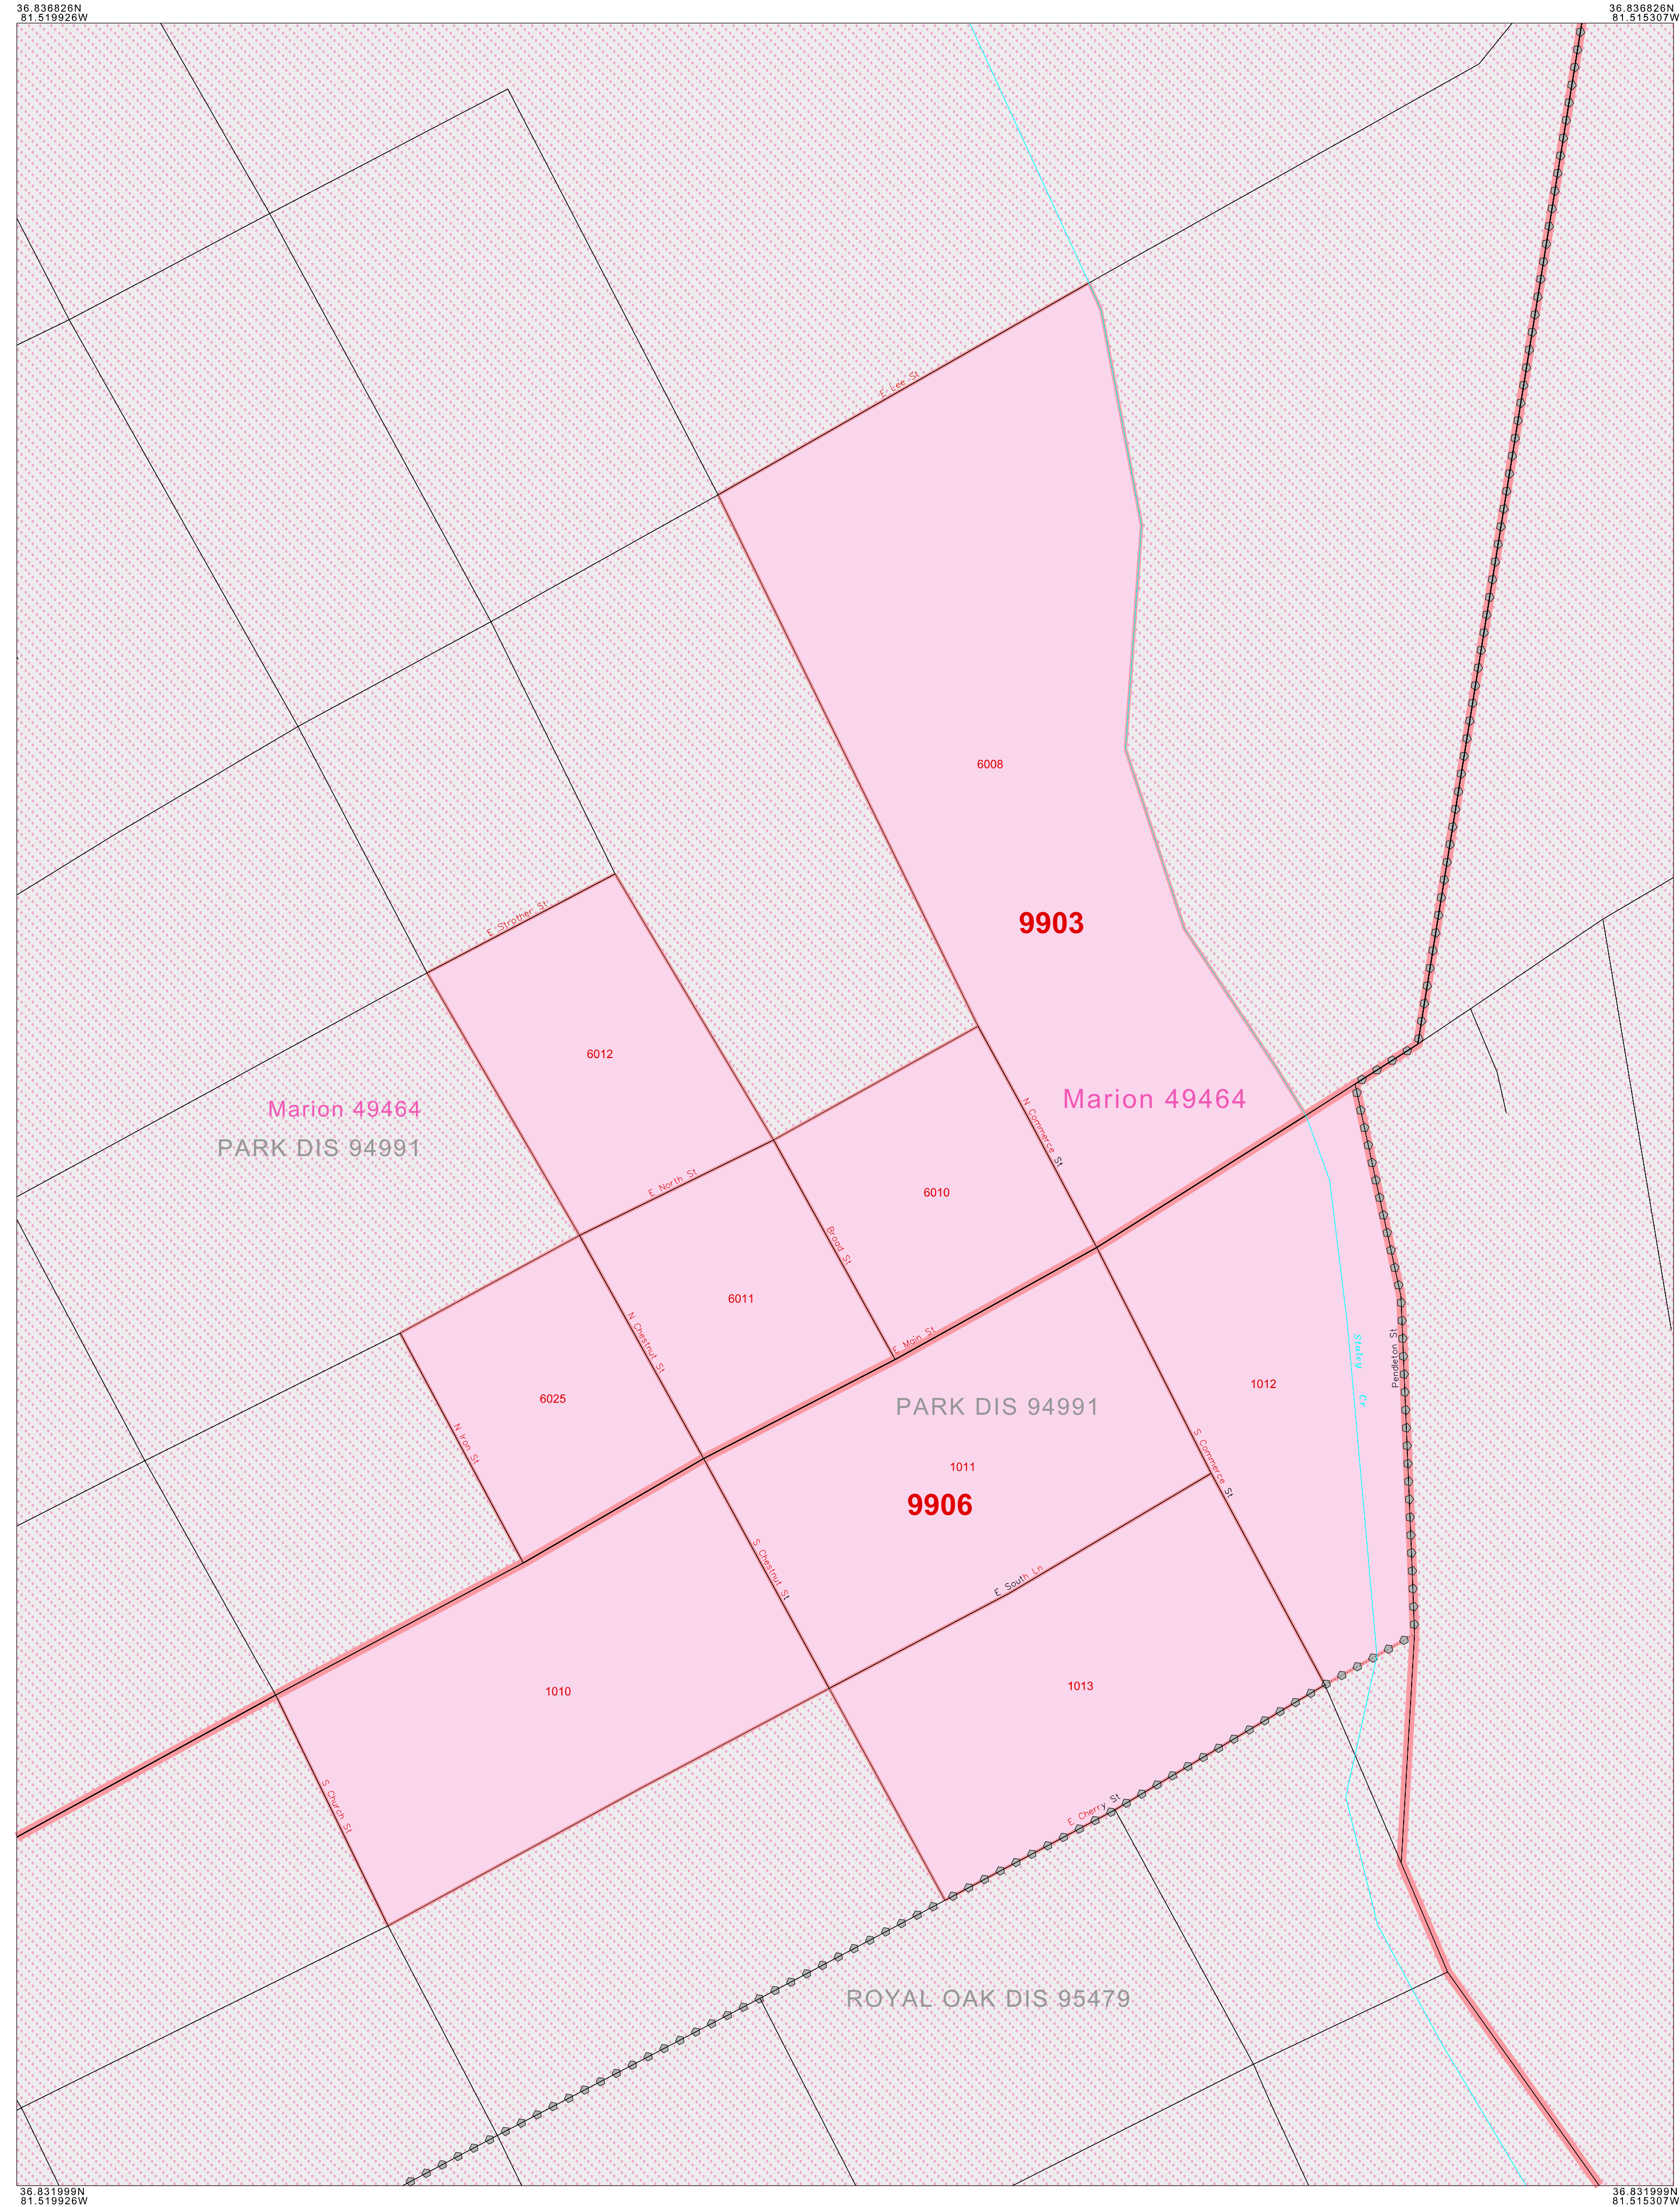 36.836826N
81.519926W
36.836826N
81.515307W
E Lee St
6008
E Strother St
9903
6012
Marion 49464
N Commerce St
Marion 49464
PARK DIS 94991
E North St
6010
Brood St
6011
N Chestnut St
E Main St
Staley Cr
Pendleton St
1012
6025
PARK DIS 94991
N Iron St
S Commerce St
1011
9906
S Chestnut St
E South Ln
1010
1013
S Church St
E Cherry St
ROYAL OAK DIS 95479
36.831999N
81.519926W
36.831999N
81.515307W